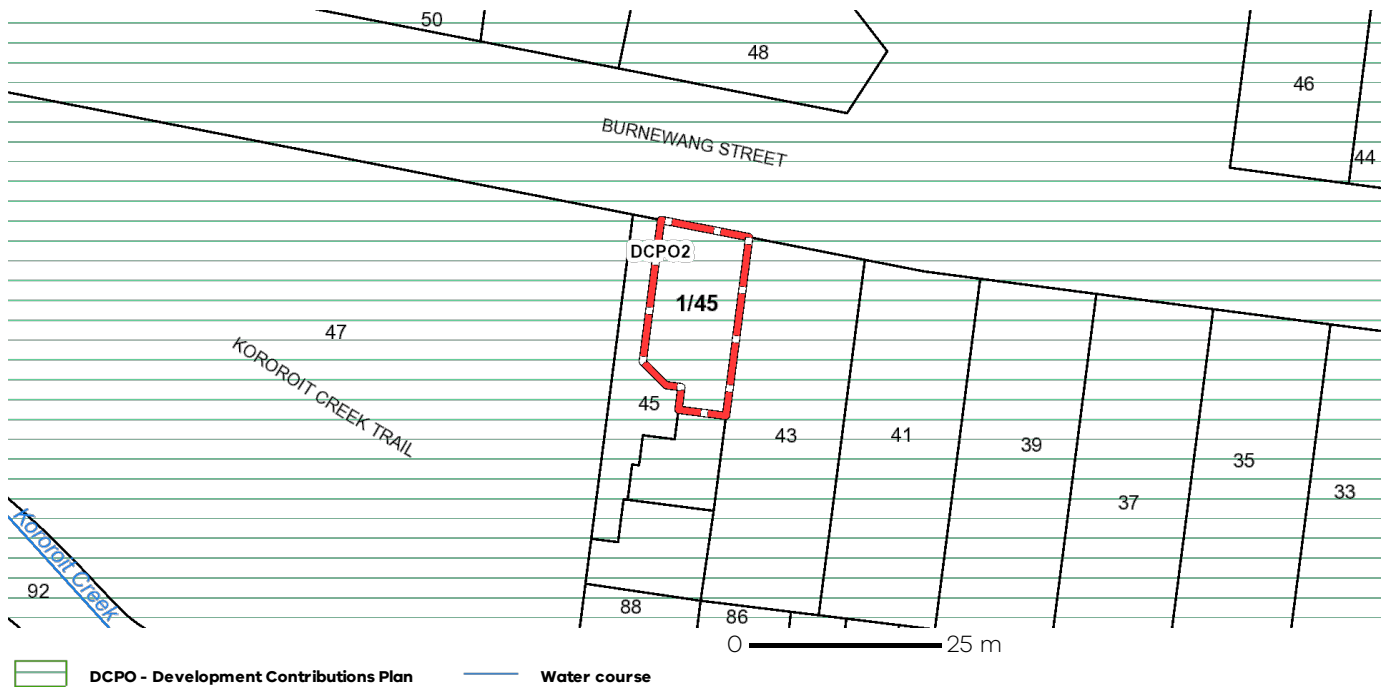 50
48
46
44
BURNEWANG STREET
DCPO2
1/45
47
KOROROIT CREEK TRAIL
45
43
41
39
37
35
33
Kororoit Creek
92
88
86
0 25 m
DCPO - Development Contributions Plan
Water course